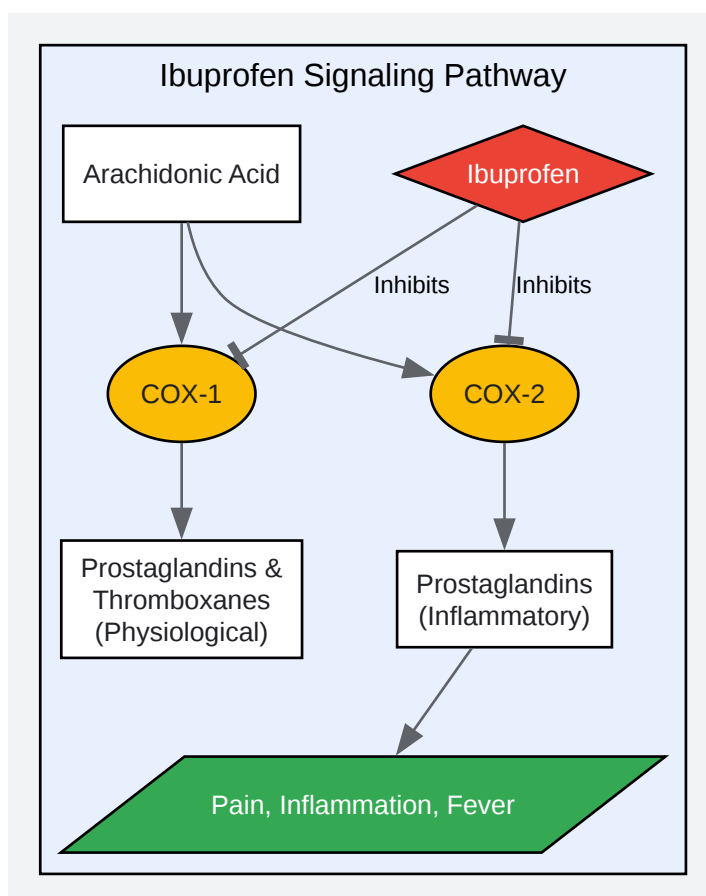 Ibuprofen Signaling Pathway
Arachidonic Acid
Ibuprofen
Inhibits
Inhibits
COX-1
COX-2
Prostaglandins &
Thromboxanes
(Physiological)
Prostaglandins
(Inflammatory)
Pain, Inflammation, Fever